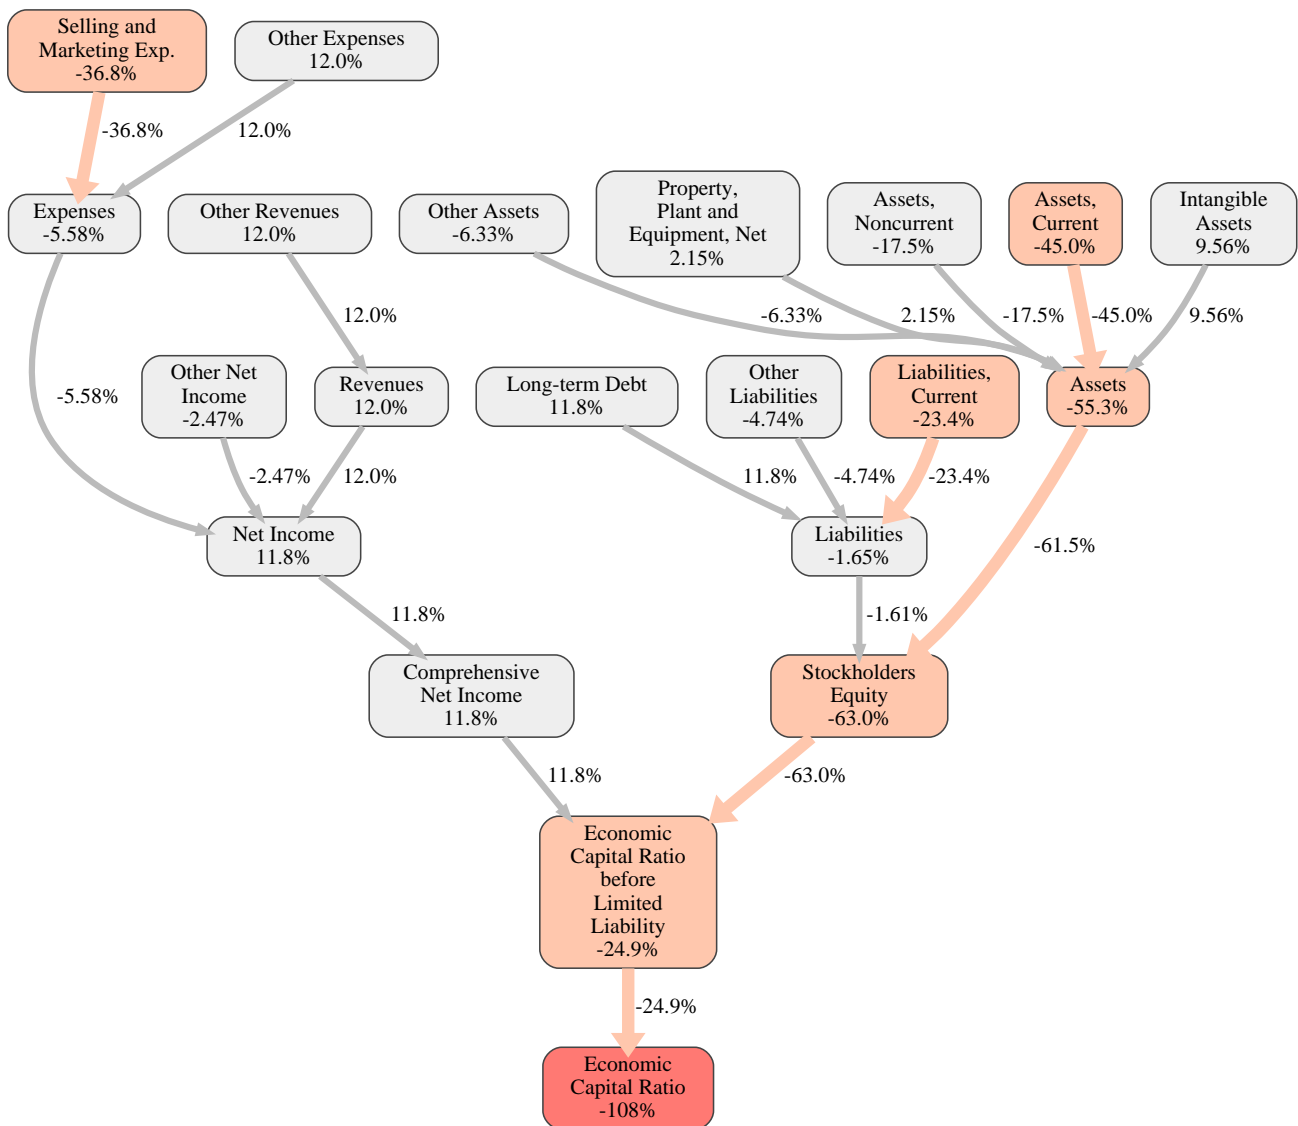 Selling and
Marketing Exp.
-36.8%
Other Expenses
12.0%
-36.8%
12.0%
Expenses
-5.58%
Other Revenues
12.0%
Other Assets
-6.33%
Property,
Plant and
Equipment, Net
2.15%
Assets,
Noncurrent
-17.5%
Assets,
Current
-45.0%
Intangible
Assets
9.56%
12.0%
-6.33%
2.15%
-17.5%
-45.0%
9.56%
-5.58%
Other Net
Income
-2.47%
Revenues
12.0%
Long-term Debt
11.8%
Other
Liabilities
-4.74%
Liabilities,
Current
-23.4%
Assets
-55.3%
-2.47%
12.0%
11.8%
-4.74%
-23.4%
Net Income
11.8%
Liabilities
-1.65%
-61.5%
11.8%
-1.61%
Comprehensive
Net Income
11.8%
Stockholders
Equity
-63.0%
11.8%
-63.0%
Economic
Capital Ratio
before
Limited
Liability
-24.9%
-24.9%
Economic
Capital Ratio
-108%